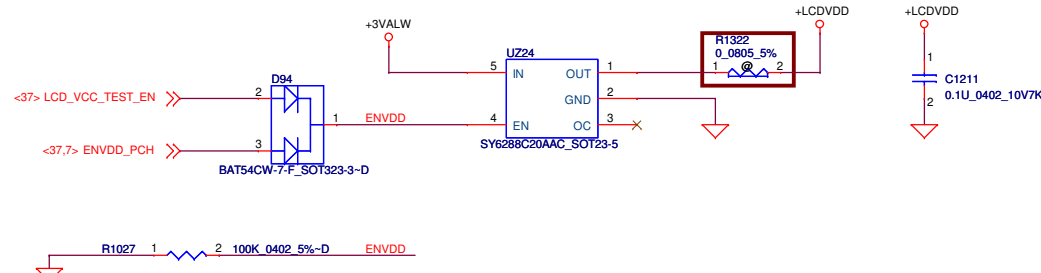 +3VALW
+LCDVDD
+LCDVDD
R1322
0_0805_5%
1 @ 2
UZ24
5 IN OUT 1
GND 2
4 EN OC 3
SY6288C20AAC_SOT23-5
1
C1211
0.1U_0402_10V7K
2
D94
<37> LCD_VCC_TEST_EN 2
1 ENVDD
<37,7> ENVDD_PCH 3
BAT54CW-7-F_SOT323-3~D
R1027 1 2 100K_0402_5%~D ENVDD